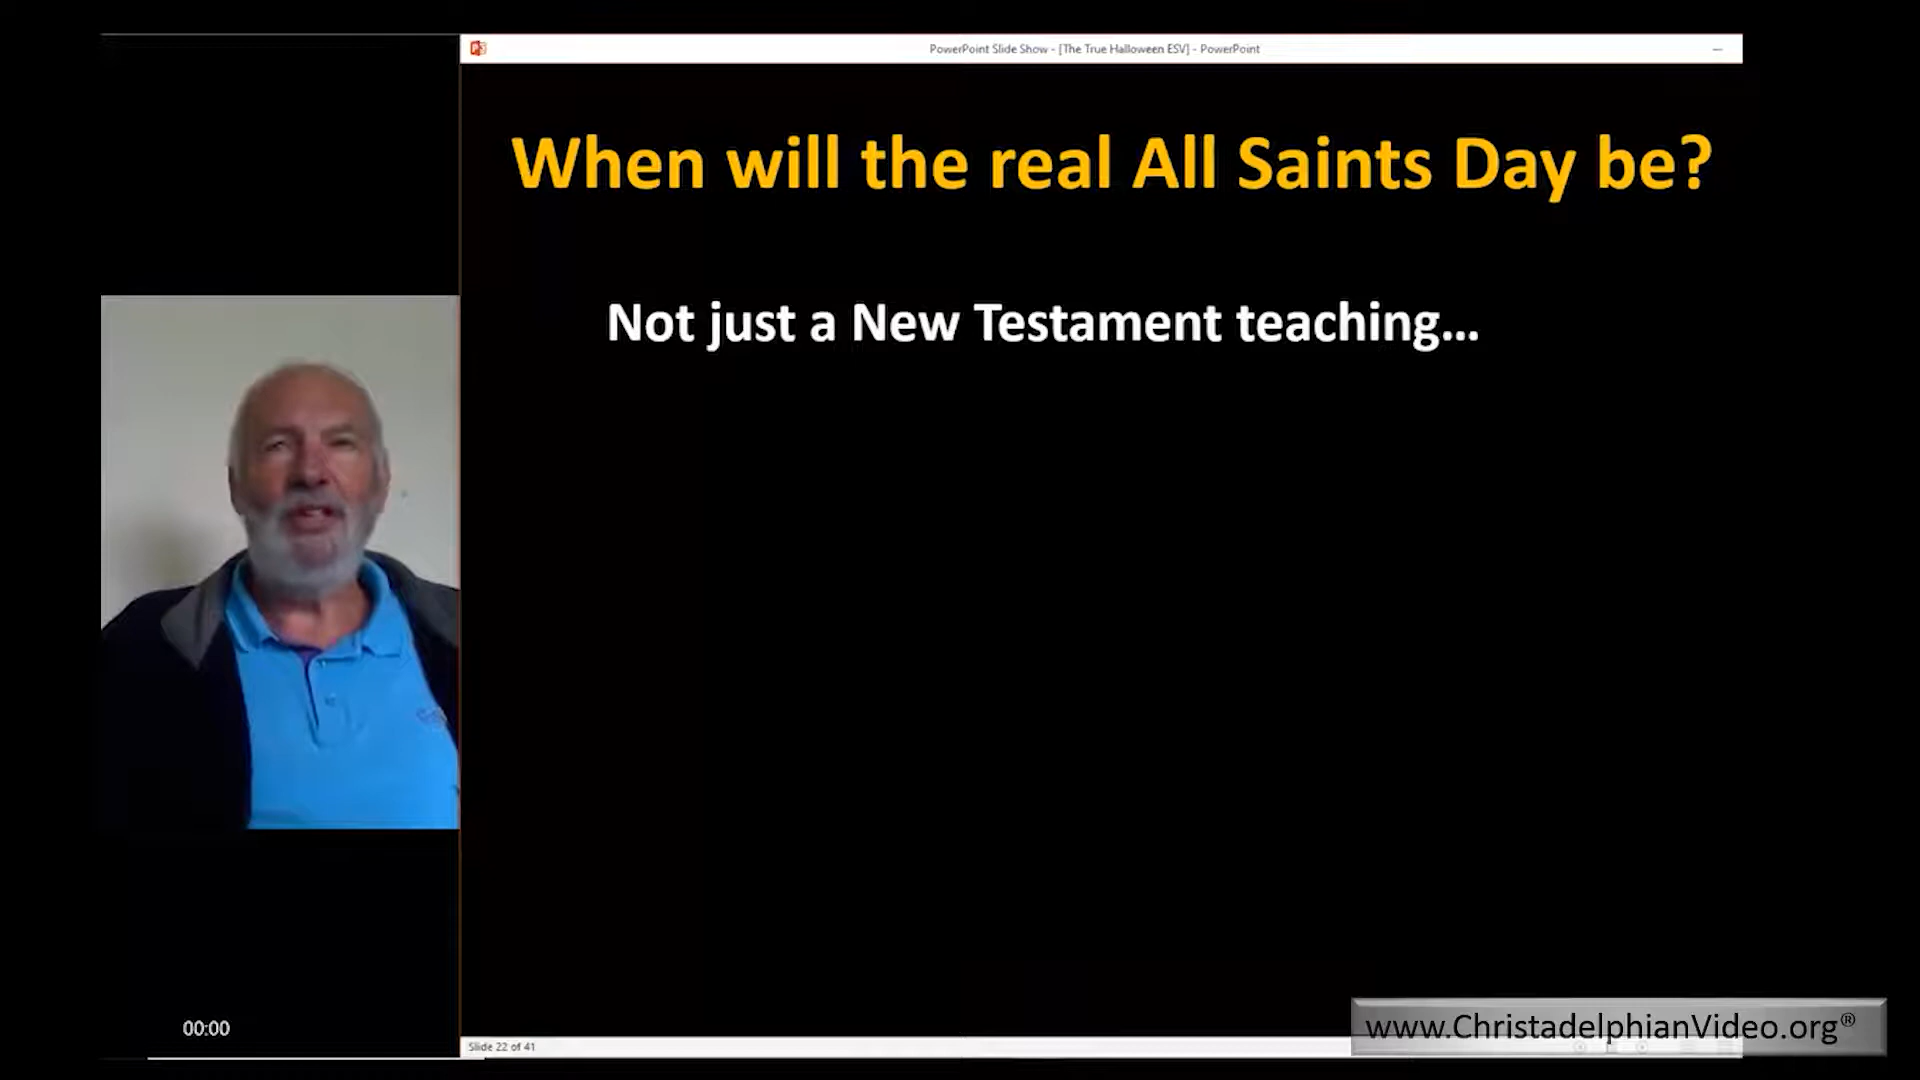 PowerPoint Slide Show - [The True Halloween ESV] - PowerPoint
When will the real All Saints Day be?
Not just a New Testament teaching...
00:00
Slide 22 of 41
www.ChristadelphianVideo.org®